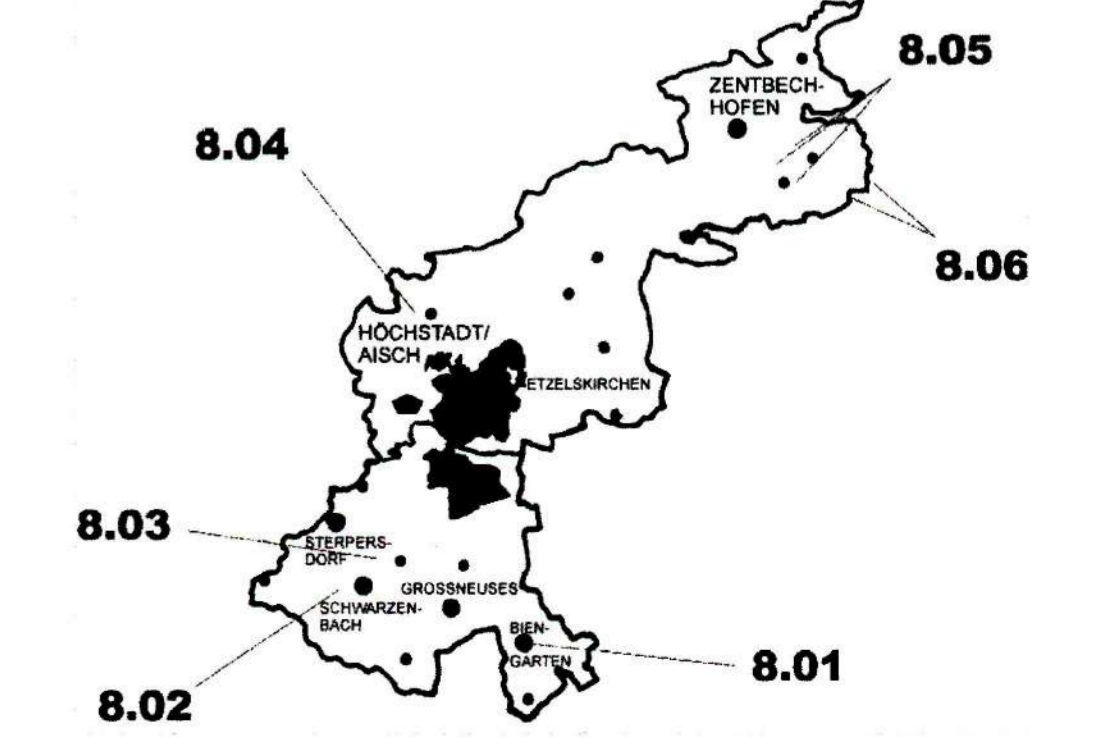 8.05
ZENTBECH-
HOFEN
8.04
8.06
HÖCHSTADT/
AISCH
ETZELSKIRCHEN
8.03
STERPERS-
DORF
GROSSNEUSES
SCHWARZEN-
BACH
BIEN-
GARTEN
8.01
8.02